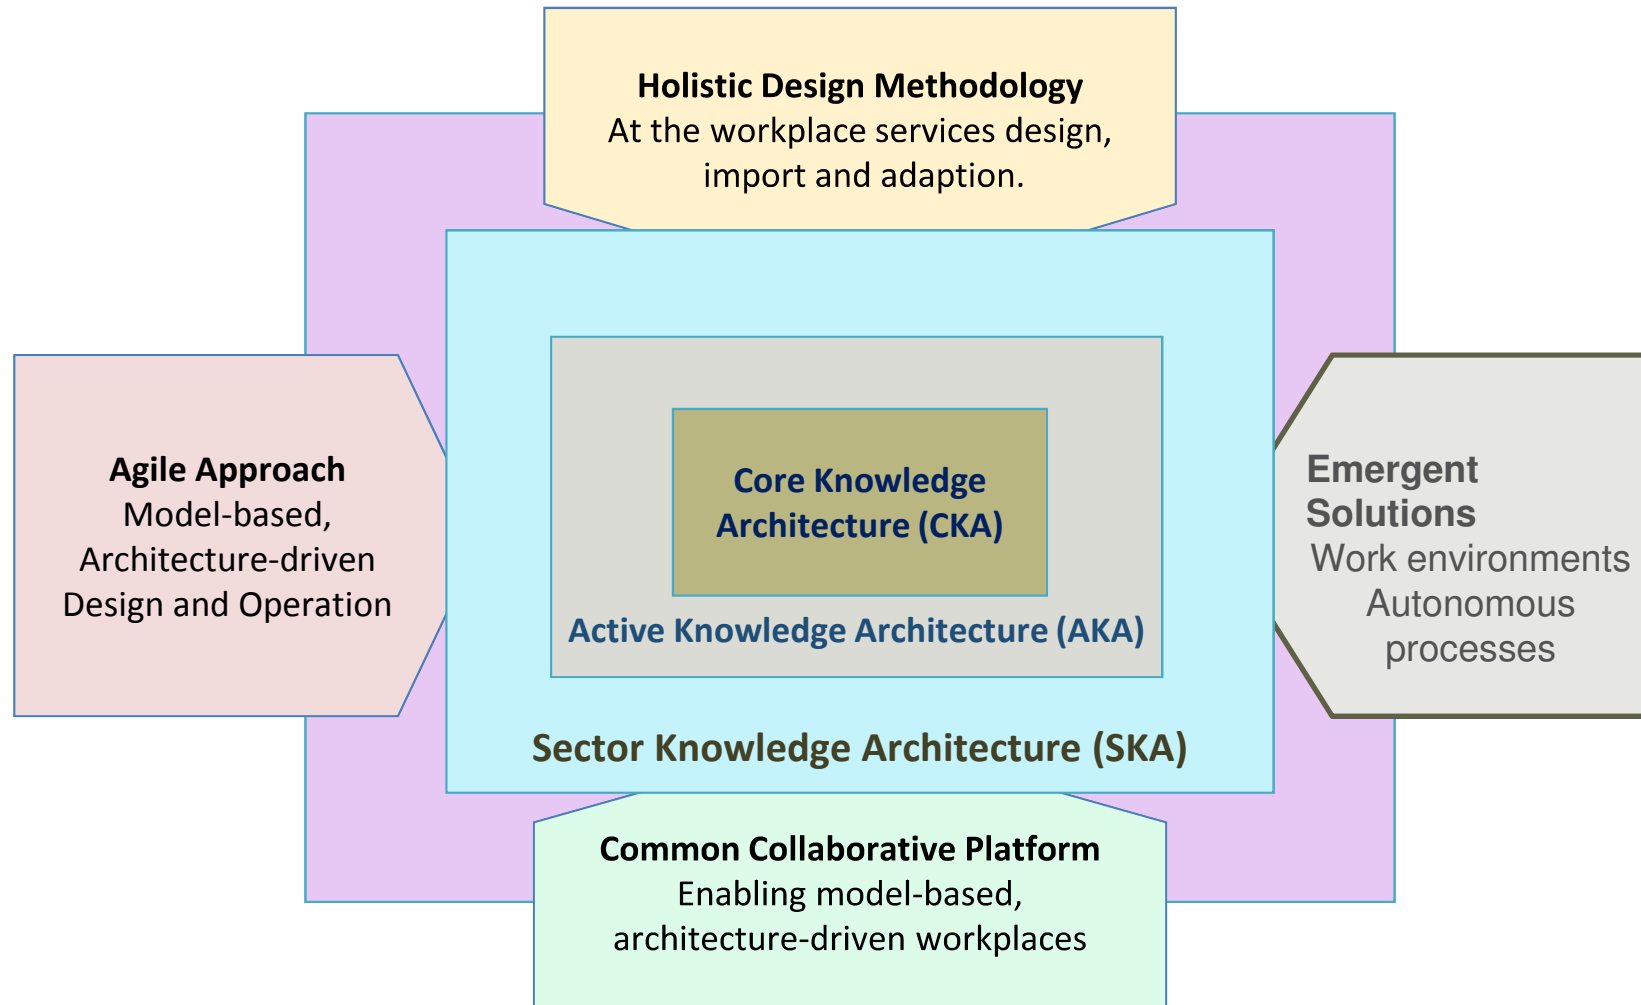 Holistic Design Methodology
At the workplace services design,
import and adaption.
Agile Approach
Model-based,
Architecture-driven
Design and Operation
Core Knowledge
Architecture (CKA)
Active Knowledge Architecture (AKA)
Sector Knowledge Architecture (SKA)
Emergent
Solutions
Work environments
Autonomous
processes
Common Collaborative Platform
Enabling model-based,
architecture-driven workplaces